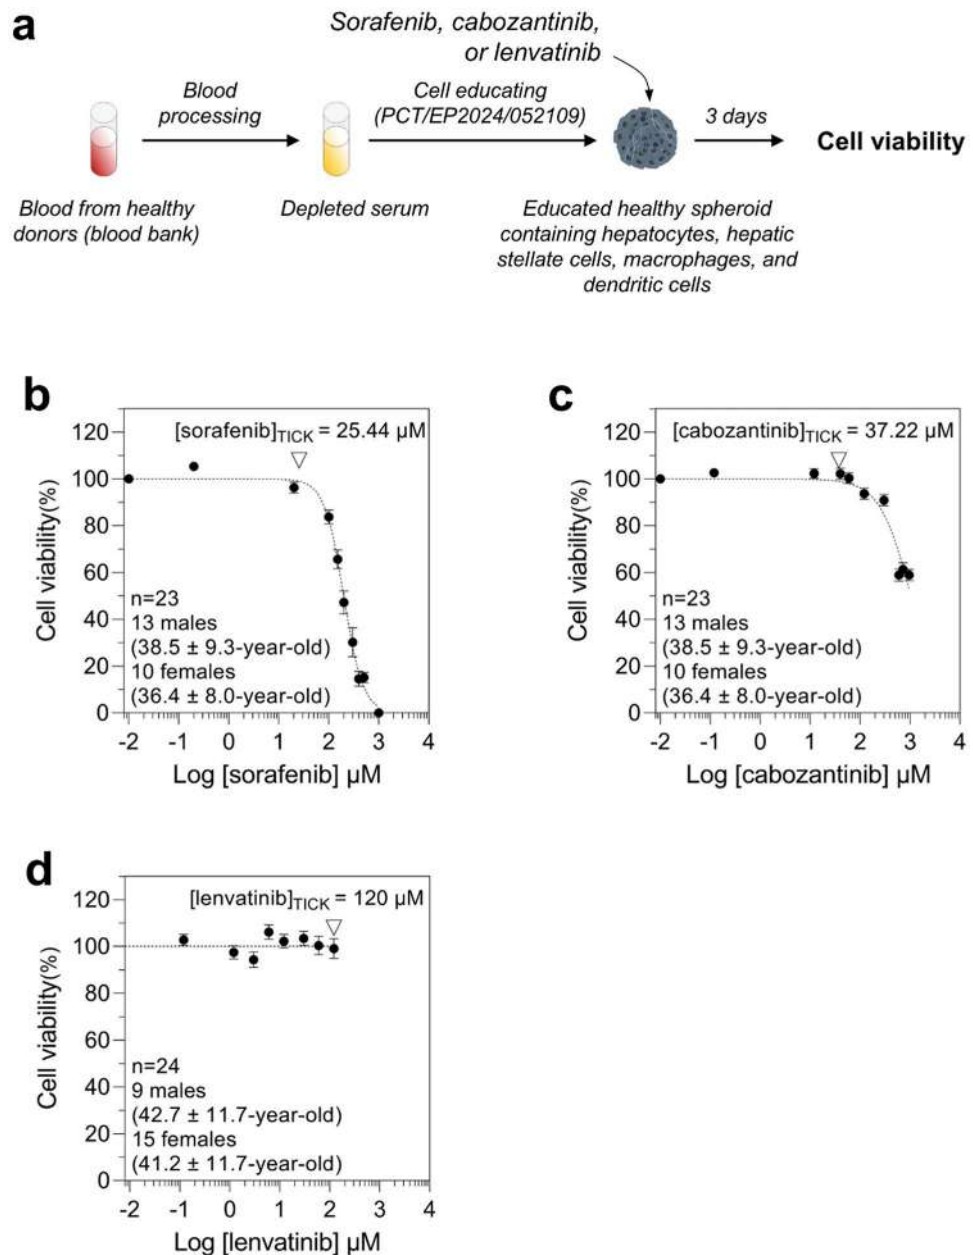 a
Sorafenib, cabozantinib,
or lenvatinib
Blood
processing
Cell educating
(PCT/EP2024/052109)
3 days
Cell viability
Blood from healthy
donors (blood bank)
Depleted serum
Educated healthy spheroid
containing hepatocytes, hepatic
stellate cells, macrophages, and
dendritic cells
b
[sorafenib]TICK = 25.44 µM
120
100
80
60
40
20
0
Cell viability(%)
n=23
13 males
(38.5 ± 9.3-year-old)
10 females
(36.4 ± 8.0-year-old)
-2 -1 0 1 2 3 4
Log [sorafenib] µM
c
[cabozantinib]TICK = 37.22 µM
120
100
80
60
40
20
0
Cell viability(%)
n=23
13 males
(38.5 ± 9.3-year-old)
10 females
(36.4 ± 8.0-year-old)
-2 -1 0 1 2 3 4
Log [cabozantinib] µM
d
[lenvatinib]TICK = 120 µM
120
100
80
60
40
20
0
Cell viability(%)
n=24
9 males
(42.7 ± 11.7-year-old)
15 females
(41.2 ± 11.7-year-old)
-2 -1 0 1 2 3 4
Log [lenvatinib] µM